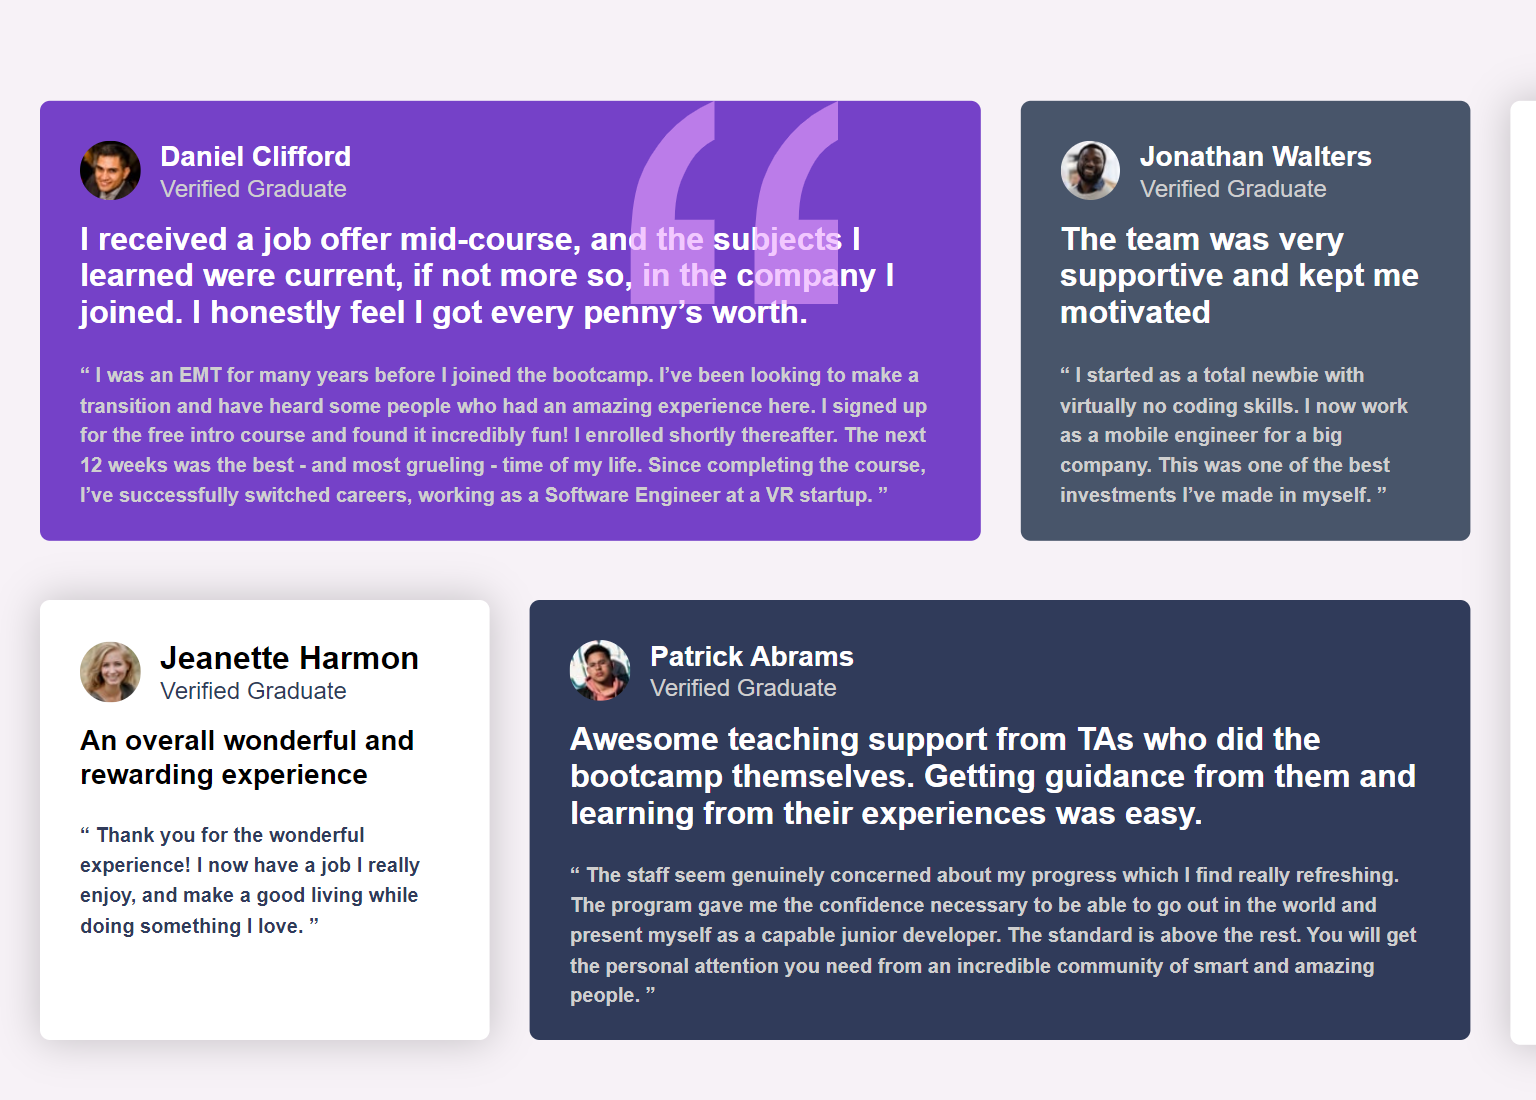 Daniel Clifford
Verified Graduate
I received a job offer mid-course, and the subjects I
learned were current, if not more so, in the company I
joined. I honestly feel I got every penny’s worth.
“ I was an EMT for many years before I joined the bootcamp. I’ve been looking to make a
transition and have heard some people who had an amazing experience here. I signed up
for the free intro course and found it incredibly fun! I enrolled shortly thereafter. The next
12 weeks was the best - and most grueling - time of my life. Since completing the course,
I’ve successfully switched careers, working as a Software Engineer at a VR startup. ”
Jonathan Walters
Verified Graduate
The team was very
supportive and kept me
motivated
“ I started as a total newbie with
virtually no coding skills. I now work
as a mobile engineer for a big
company. This was one of the best
investments I’ve made in myself. ”
Jeanette Harmon
Verified Graduate
An overall wonderful and
rewarding experience
“ Thank you for the wonderful
experience! I now have a job I really
enjoy, and make a good living while
doing something I love. ”
Patrick Abrams
Verified Graduate
Awesome teaching support from TAs who did the
bootcamp themselves. Getting guidance from them and
learning from their experiences was easy.
“ The staff seem genuinely concerned about my progress which I find really refreshing.
The program gave me the confidence necessary to be able to go out in the world and
present myself as a capable junior developer. The standard is above the rest. You will get
the personal attention you need from an incredible community of smart and amazing
people. ”